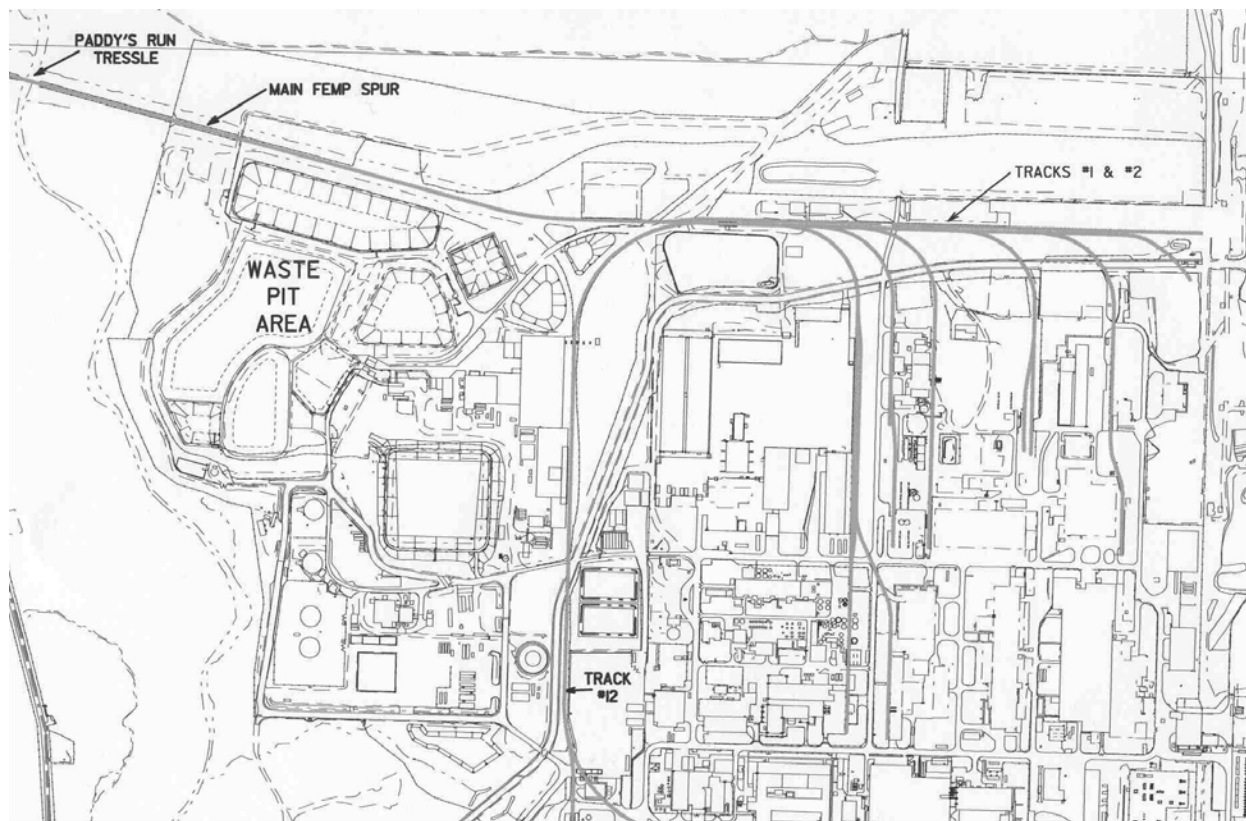 PADDY'S RUN
TRESSLE
MAIN FEMP SPUR
TRACKS #1 & #2
WASTE
PIT
AREA
TRACK
#12